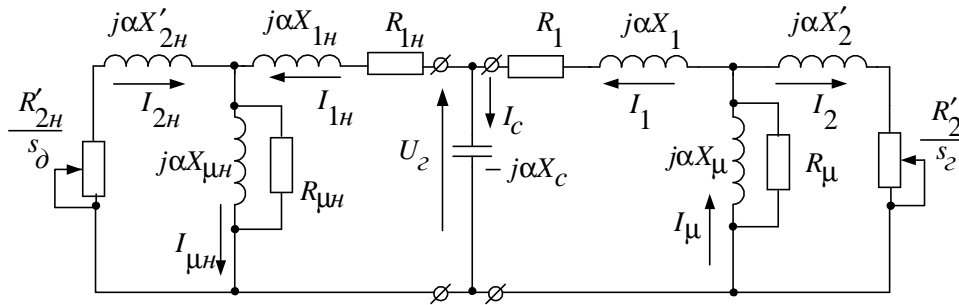 jαX′2н
jαX1н
R1н
R1
jαX1
jαX′2
I2н
I1н
Ic
I1
I2
R′2н
sд
jαXμн
Rμн
Uг
- jαXc
jαXμ
Rμ
R′2
sг
Iμн
Iμ